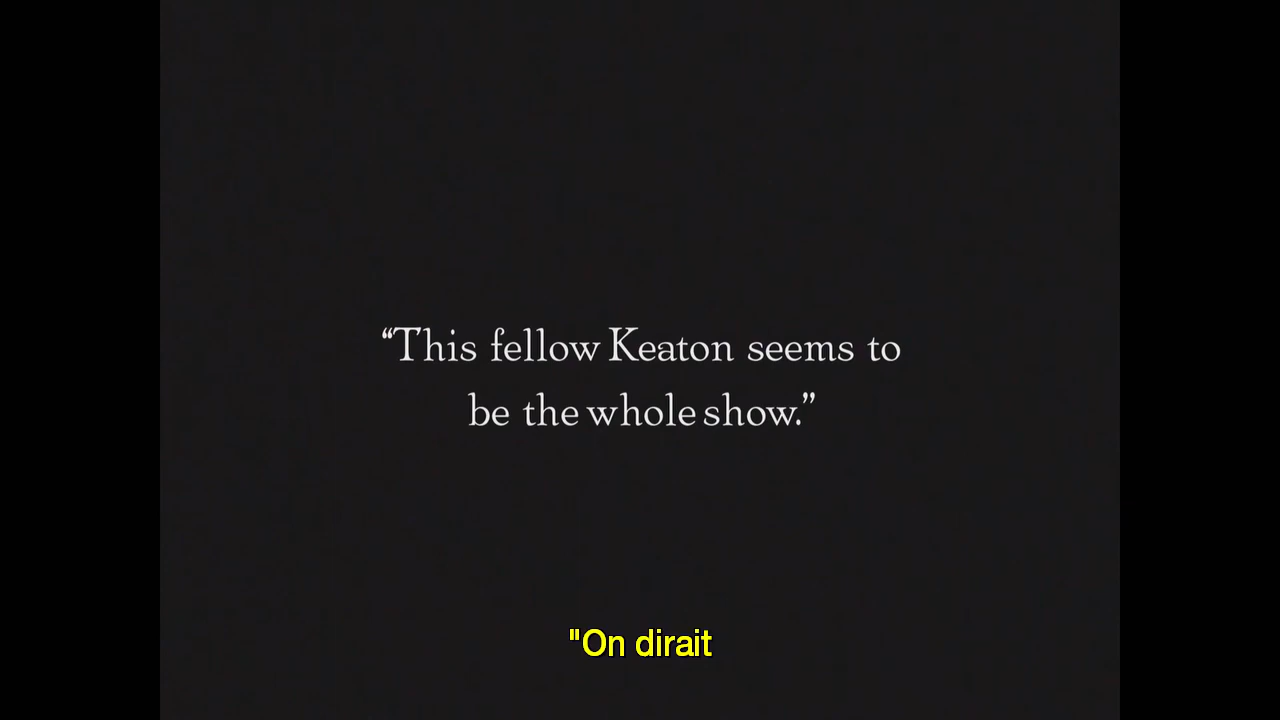 “This fellow Keaton seems to
be the whole show.”
"On dirait